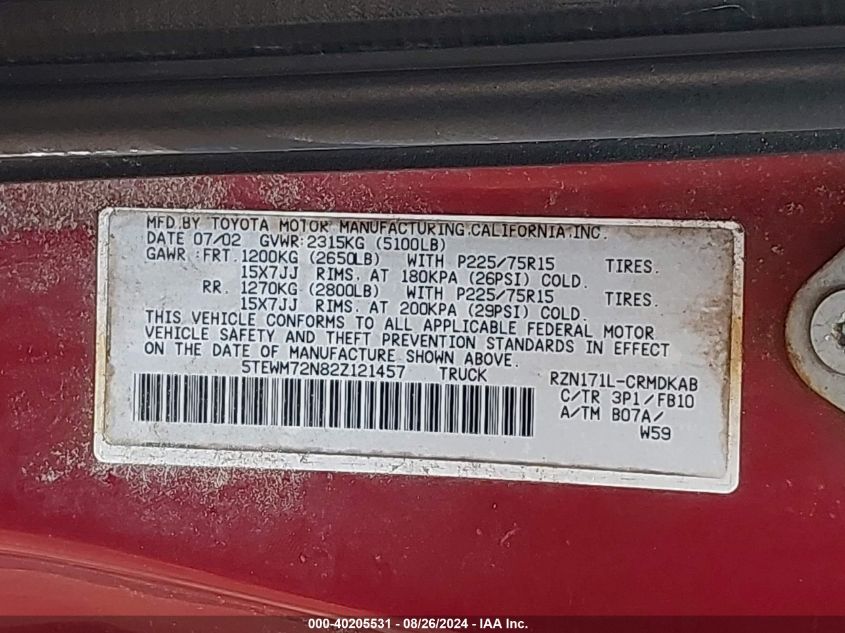 MFD.BY TOYOTA MOTOR MANUFACTURING,CALIFORNIA,INC.
DATE 07/02 GVWR:2315KG (5100LB)
GAWR:FRT.1200KG (2650LB) WITH P225/75R15 TIRES.
15X7JJ RIMS. AT 180KPA (26PSI) COLD.
RR. 1270KG (2800LB) WITH P225/75R15 TIRES.
15X7JJ RIMS. AT 200KPA (29PSI) COLD.
THIS VEHICLE CONFORMS TO ALL APPLICABLE FEDERAL MOTOR
VEHICLE SAFETY AND THEFT PREVENTION STANDARDS IN EFFECT
ON THE DATE OF MANUFACTURE SHOWN ABOVE.
5TEWM72N82Z121457 TRUCK RZN171L-CRMDKAB
C/TR 3P1/FB10
A/TM B07A/
W59
000-40205531 - 08/26/2024 - IAA Inc.